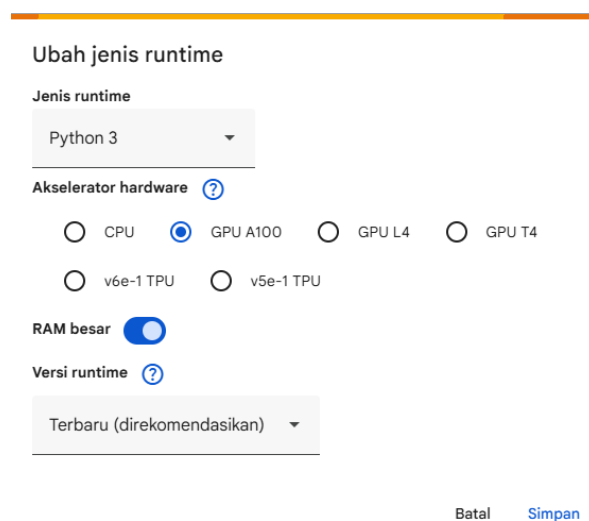 Ubah jenis runtime
Jenis runtime
Python 3
Akselerator hardware ?
CPU GPU A100 GPU L4 GPU T4
v6e-1 TPU v5e-1 TPU
RAM besar
Versi runtime ?
Terbaru (direkomendasikan)
Batal Simpan